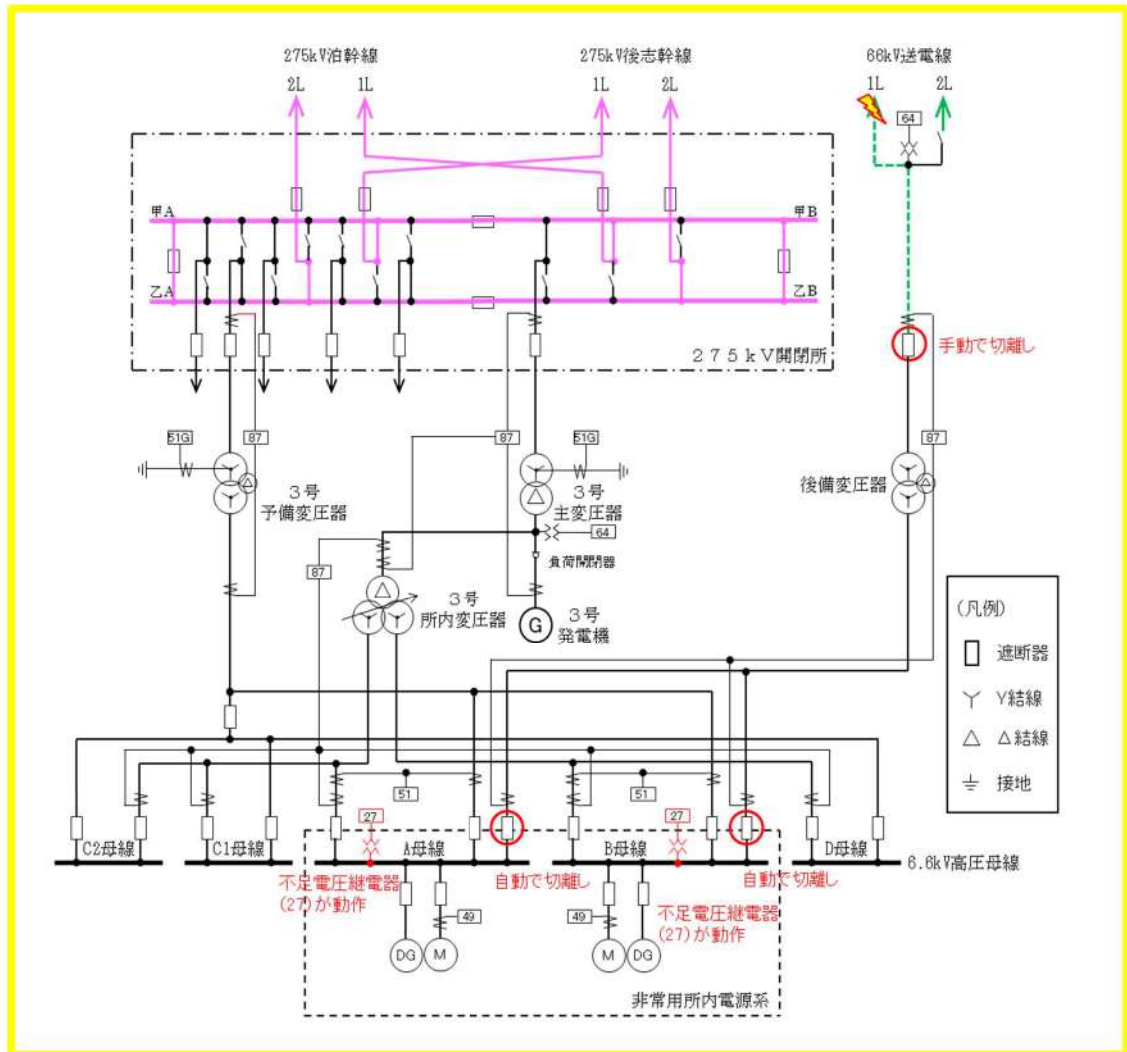 275kV泊幹線
275kV後志幹線
66kV送電線
2L
1L
1L
2L
1L
2L
64
甲A
甲B
乙A
乙B
275kV開閉所
手動で切離し
51G
87
87
51G
87
3号
予備変圧器
3号
主変圧器
後備変圧器
64
負荷開閉器
87
3号
所内変圧器
G
3号
発電機
(凡例)
遮断器
Y結線
Δ結線
接地
51
51
27
27
C2母線
C1母線
A母線
B母線
D母線
6.6kV高圧母線
不足電圧継電器
(27)が動作
自動で切離し
自動で切離し
49
49
不足電圧継電器
(27)が動作
DG
M
M
DG
非常用所内電源系